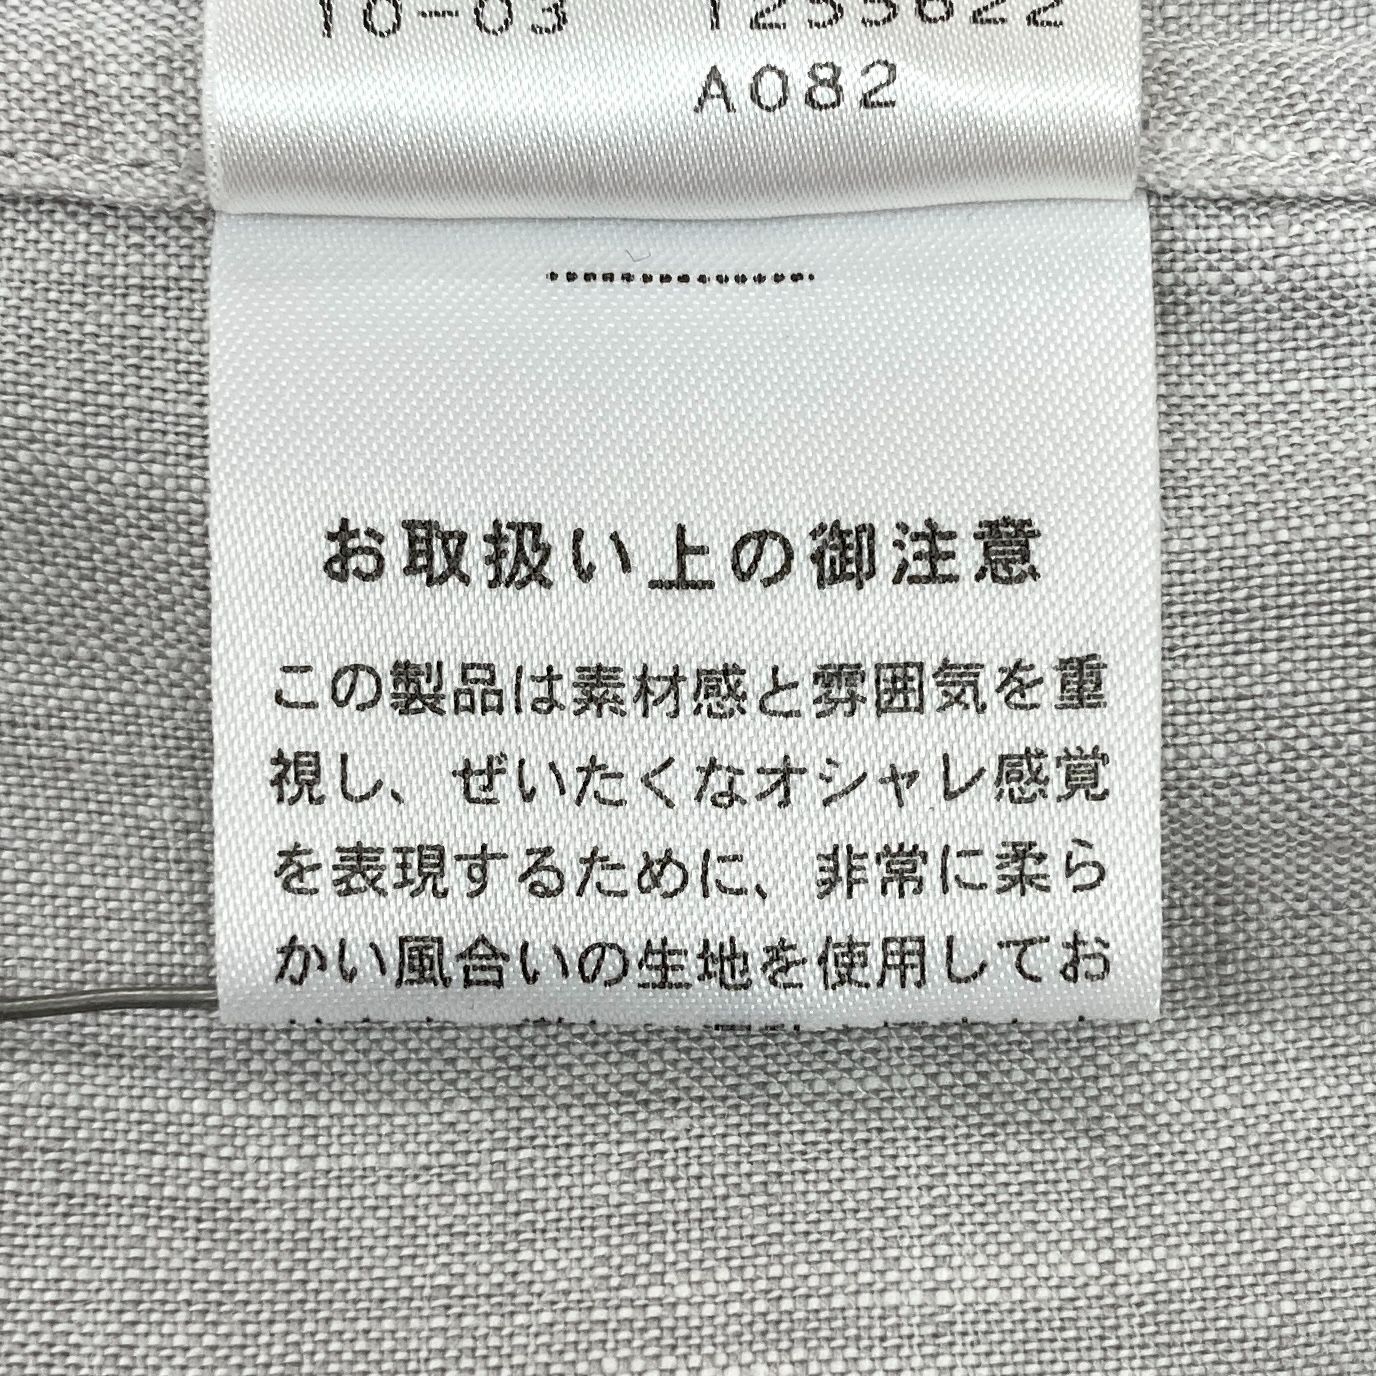 10-03 1255622
A082
お取扱い上の御注意
この製品は素材感と雰囲気を重
視し、ぜいたくなオシャレ感覚
を表現するために、非常に柔ら
かい風合いの生地を使用してお